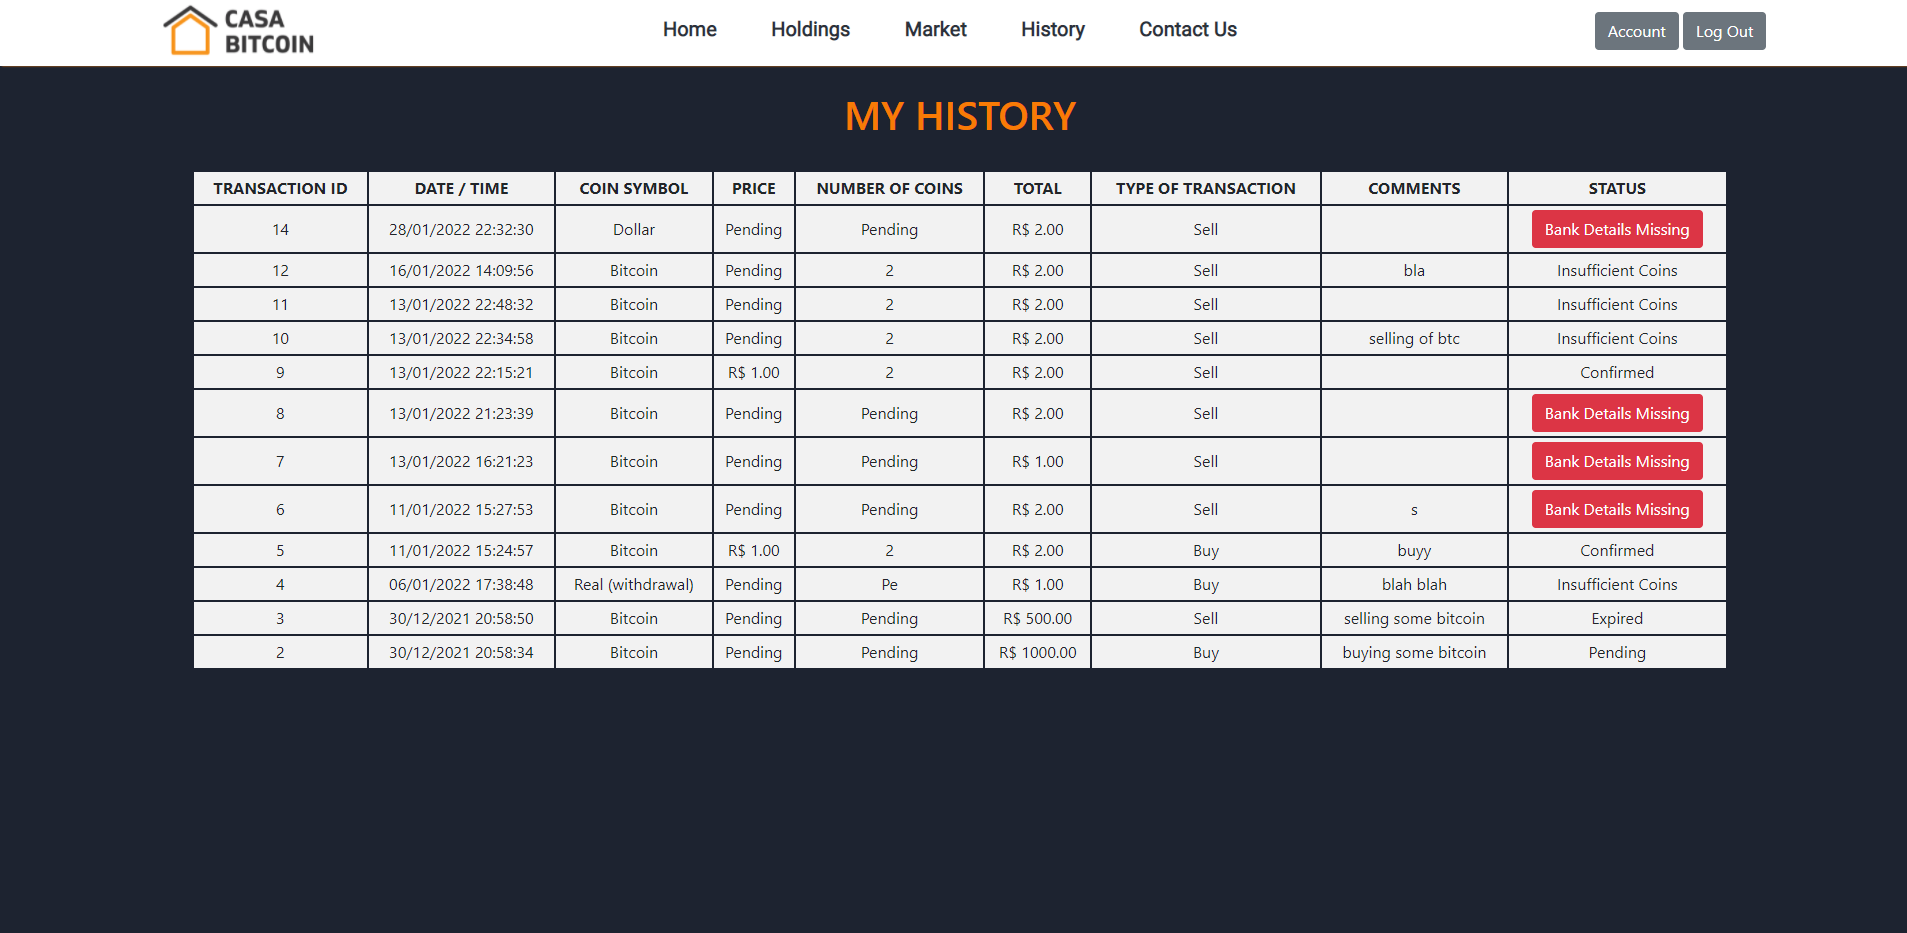 CASA
BITCOIN
Home Holdings Market History Contact Us
Account Log Out
MY HISTORY
TRANSACTION ID DATE / TIME COIN SYMBOL PRICE NUMBER OF COINS TOTAL TYPE OF TRANSACTION COMMENTS STATUS
14 28/01/2022 22:32:30 Dollar Pending Pending R$ 2.00 Sell Bank Details Missing
12 16/01/2022 14:09:56 Bitcoin Pending 2 R$ 2.00 Sell bla Insufficient Coins
11 13/01/2022 22:48:32 Bitcoin Pending 2 R$ 2.00 Sell Insufficient Coins
10 13/01/2022 22:34:58 Bitcoin Pending 2 R$ 2.00 Sell selling of btc Insufficient Coins
9 13/01/2022 22:15:21 Bitcoin R$ 1.00 2 R$ 2.00 Sell Confirmed
8 13/01/2022 21:23:39 Bitcoin Pending Pending R$ 2.00 Sell Bank Details Missing
7 13/01/2022 16:21:23 Bitcoin Pending Pending R$ 1.00 Sell Bank Details Missing
6 11/01/2022 15:27:53 Bitcoin Pending Pending R$ 2.00 Sell s Bank Details Missing
5 11/01/2022 15:24:57 Bitcoin R$ 1.00 2 R$ 2.00 Buy buyy Confirmed
4 06/01/2022 17:38:48 Real (withdrawal) Pending Pe R$ 1.00 Buy blah blah Insufficient Coins
3 30/12/2021 20:58:50 Bitcoin Pending Pending R$ 500.00 Sell selling some bitcoin Expired
2 30/12/2021 20:58:34 Bitcoin Pending Pending R$ 1000.00 Buy buying some bitcoin Pending